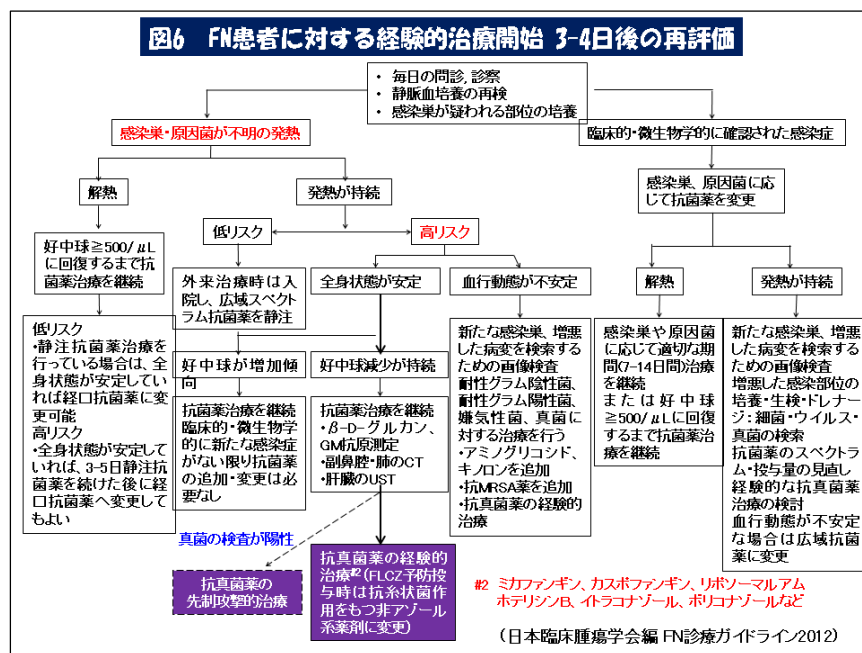 図6 FN患者に対する経験的治療開始 3-4日後の再評価
• 毎日の問診, 診察
• 静脈血培養の再検
• 感染巣が疑われる部位の培養
感染巣・原因菌が不明の発熱
臨床的・微生物学的に確認された感染症
解熱
発熱が持続
感染巣、原因菌に応
じて抗菌薬を変更
低リスク
高リスク
好中球≧500/μL
に回復するまで抗
菌薬治療を継続
外来治療時は入
院し、広域スペクト
ラム抗菌薬を静注
全身状態が安定
血行動態が不安定
解熱
発熱が持続
低リスク
・静注抗菌薬治療を
行っている場合は、全
身状態が安定してい
れば経口抗菌薬に変
更可能
高リスク
・全身状態が安定して
いれば、3-5日静注抗
菌薬を続けた後に経
口抗菌薬へ変更して
もよい
好中球が増加傾
向
好中球減少が持続
抗菌薬治療を継続
臨床的・微生物学
的に新たな感染症
がない限り抗菌薬
の追加・変更は必
要なし
抗菌薬治療を継続
・β-D-グルカン、
GM抗原測定
・副鼻腔・肺のCT
・肝臓のUST
新たな感染巣、増悪
した病変を検索する
ための画像検査
耐性グラム陰性菌、
耐性グラム陽性菌、
嫌気性菌、真菌に
対する治療を行う
・アミノグリコシド、
キノロンを追加
・抗MRSA薬を追加
・抗真菌薬の経験的
治療
感染巣や原因菌
に応じて適切な期
間(7-14日間)治療
を継続
または好中球
≧500/μLに回復
するまで抗菌薬治
療を継続
新たな感染巣、増悪
した病変を検索する
ための画像検査
増悪した感染部位の
培養・生検・ドレナー
ジ:細菌・ウイルス・
真菌の検索
抗菌薬のスペクトラ
ム・投与量の見直し
経験的な抗真菌薬
治療の検討
血行動態が不安定
な場合は広域抗菌
薬に変更
真菌の検査が陽性
抗真菌薬の
先制攻撃的治療
抗真菌薬の経験的
治療#2(FLCZ予防投
与時は抗糸状菌作
用をもつ非アゾール
系薬剤に変更)
#2 ミカファンギン、カスポファンギン、リポソーマルアム
ホテリシンB、イトラコナゾール、ボリコナゾールなど
(日本臨床腫瘍学会編 FN診療ガイドライン2012)